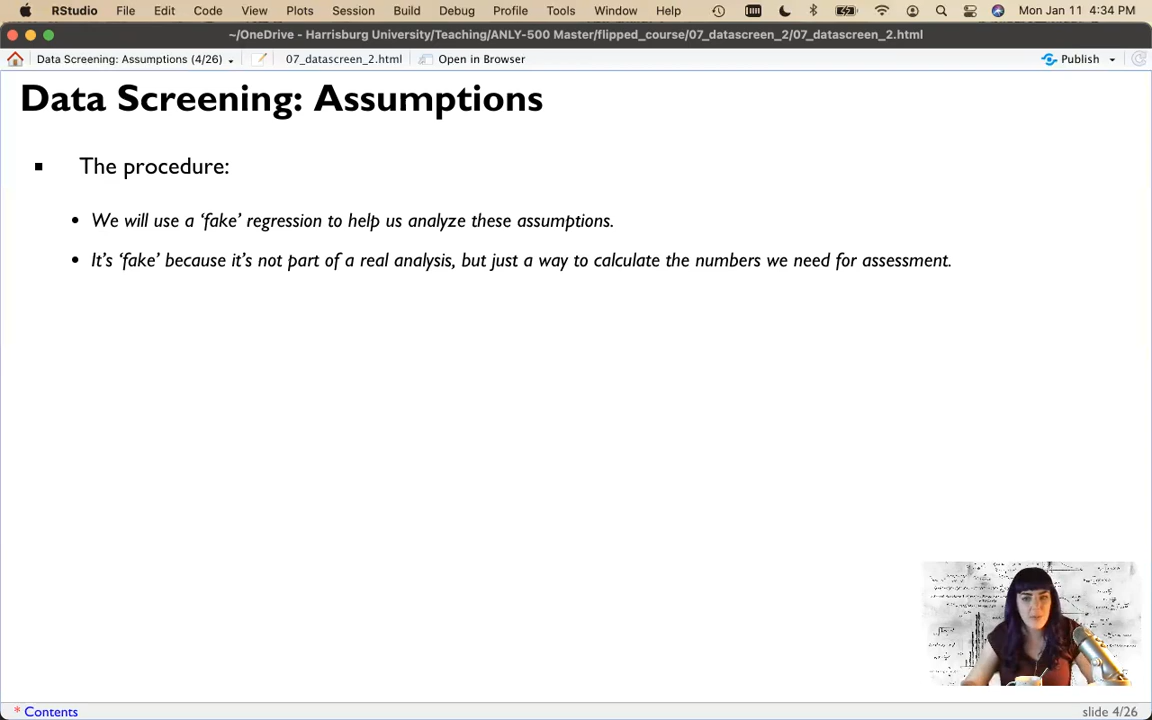 RStudio File Edit Code View Plots Session Build Debug Profile Tools Window Help Mon Jan 11 4:34 PM
~/OneDrive - Harrisburg University/Teaching/ANLY-500 Master/flipped_course/07_datascreen_2/07_datascreen_2.html
Data Screening: Assumptions (4/26) 07_datascreen_2.html Open in Browser Publish
Data Screening: Assumptions
The procedure:
We will use a ‘fake’ regression to help us analyze these assumptions.
It’s ‘fake’ because it’s not part of a real analysis, but just a way to calculate the numbers we need for assessment.
* Contents slide 4/26